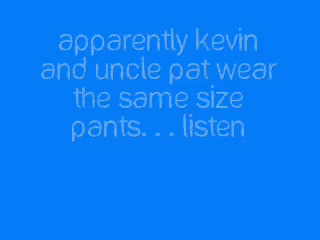 apparently kevin
and uncle pat wear
the same size
pants. . . listen